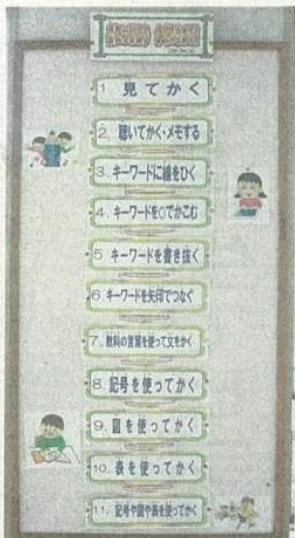 1. 見てかく
2. 聴いてかく・メモする
3. キーワードに線をひく
4. キーワードを○でかこむ
5 キーワードを書き抜く
6 キーワードを矢印でつなぐ
7. 教科の言葉を使って文をかく
8. 記号を使ってかく
9. 図を使ってかく
10. 表を使ってかく
11. 記号や図や表を使ってかく